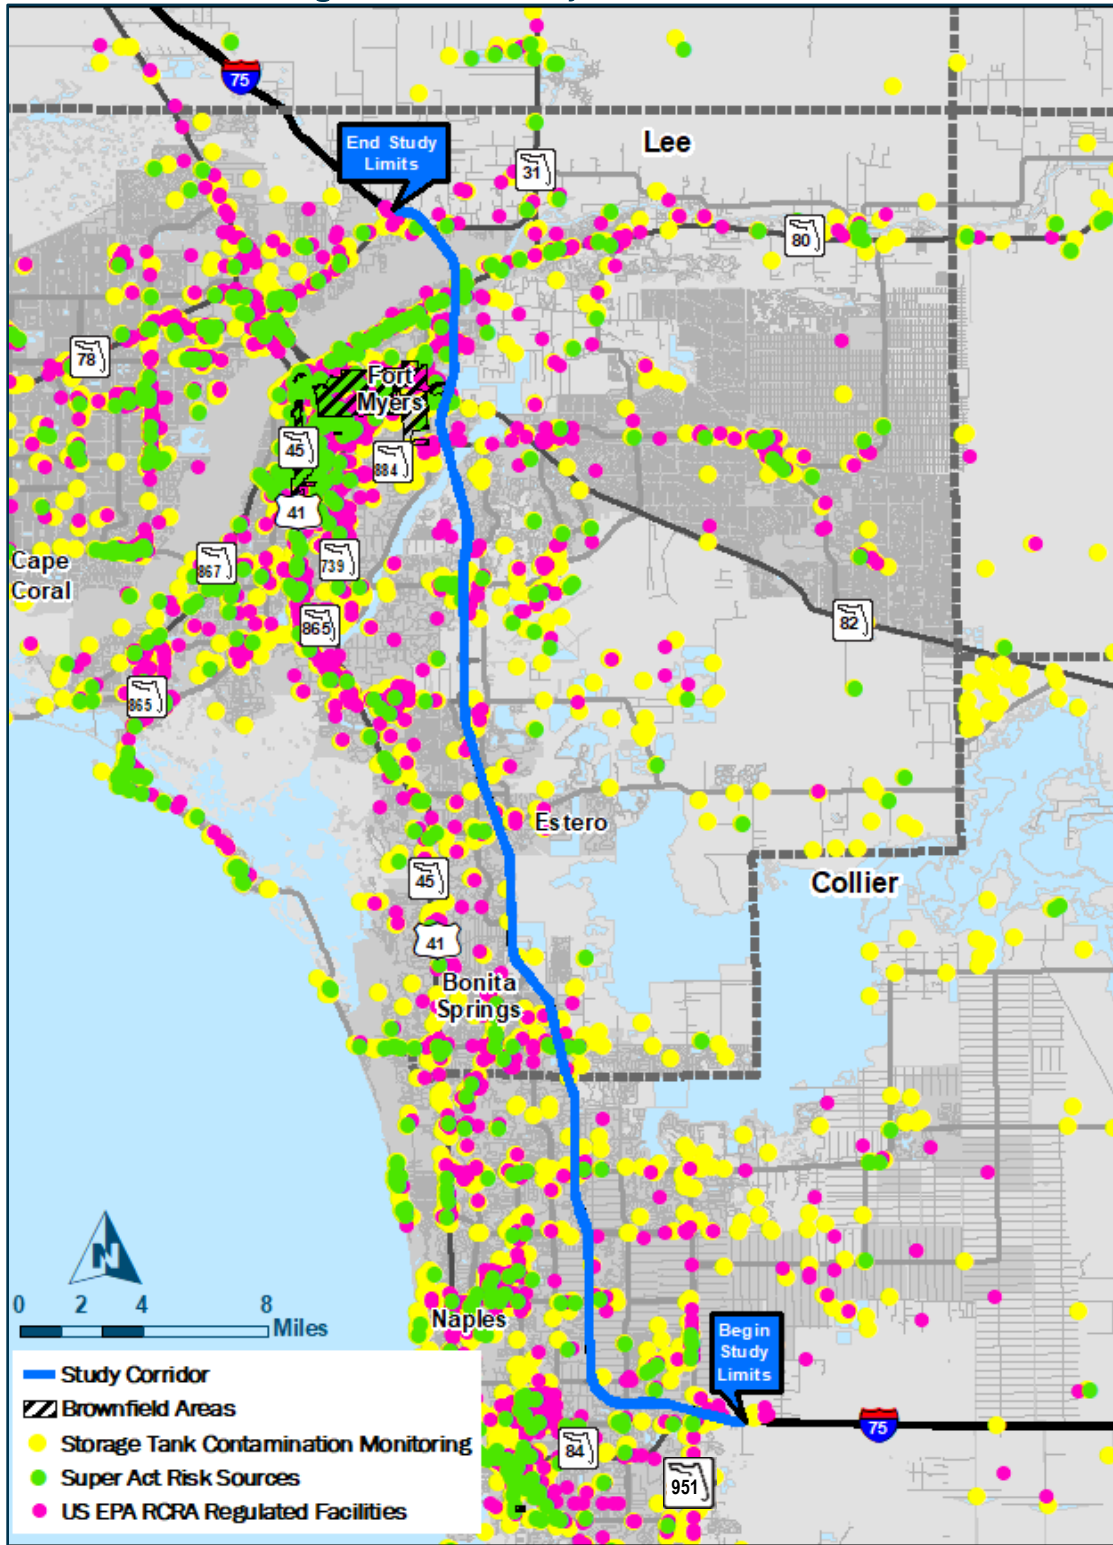 75
End Study
Limits
Lee
31
80
78
Fort
Myers
45
884
41
Cape
Coral
867
739
865
82
865
Estero
Collier
45
41
Bonita
Springs
N
0 2 4 8
Miles
Naples
Begin
Study
Limits
Study Corridor
Brownfield Areas
Storage Tank Contamination Monitoring
Super Act Risk Sources
US EPA RCRA Regulated Facilities
84
75
951